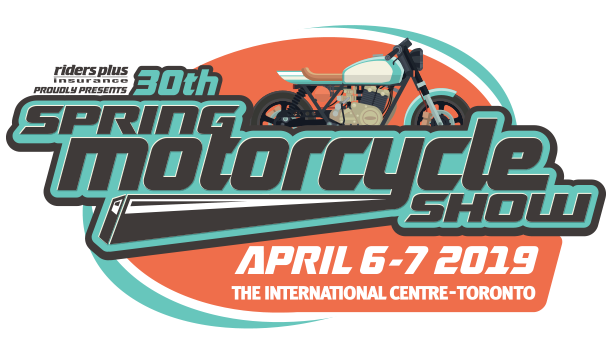 riders plus
insurance
PROUDLY PRESENTS
30th
SPRING
motorcycle
SHOW
APRIL 6-7 2019
THE INTERNATIONAL CENTRE-TORONTO